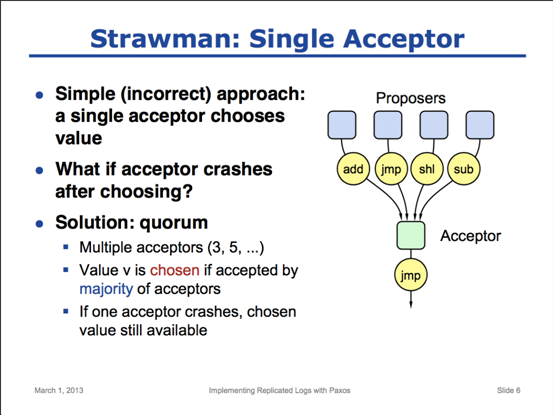 Strawman: Single Acceptor
Simple (incorrect) approach:
a single acceptor chooses
value
What if acceptor crashes
after choosing?
Solution: quorum
Multiple acceptors (3, 5, ...)
Value v is chosen if accepted by
majority of acceptors
If one acceptor crashes, chosen
value still available
Proposers
add jmp shl sub
Acceptor
jmp
March 1, 2013 Implementing Replicated Logs with Paxos Slide 6